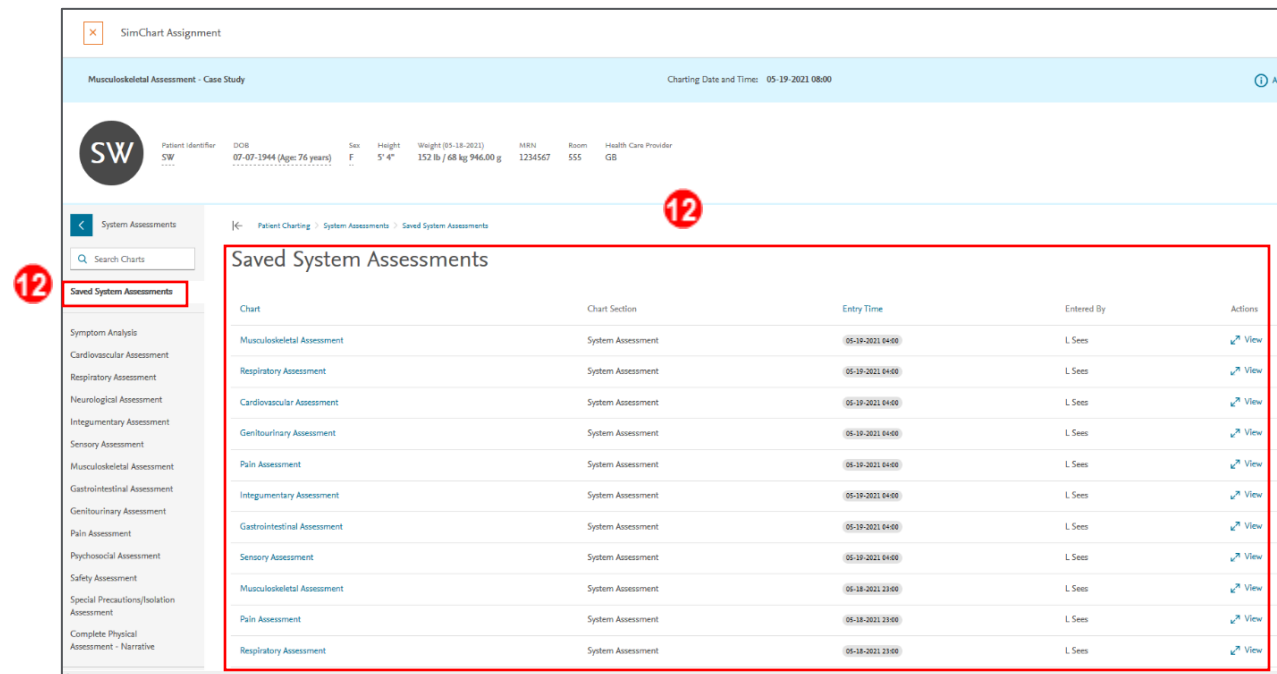 SimChart Assignment
Musculoskeletal Assessment - Case Study Charting Date and Time: 05-19-2021 08:00 A
SW
Patient Identifier DOB Sex Height Weight (05-18-2021) MRN Room Health Care Provider
SW 07-07-1944 (Age: 76 years) F 5' 4" 152 lb / 68 kg 946.00 g 1234567 555 GB
12
System Assessments
Patient Charting > System Assessments > Saved System Assessments
Search Charts
12
Saved System Assessments
Symptom Analysis
Cardiovascular Assessment
Respiratory Assessment
Neurological Assessment
Integumentary Assessment
Sensory Assessment
Musculoskeletal Assessment
Gastrointestinal Assessment
Genitourinary Assessment
Pain Assessment
Psychosocial Assessment
Safety Assessment
Special Precautions/Isolation
Assessment
Complete Physical
Assessment - Narrative
Saved System Assessments
Chart Chart Section Entry Time Entered By Actions
Musculoskeletal Assessment System Assessment 05-19-2021 04:00 L Sees View
Respiratory Assessment System Assessment 05-19-2021 04:00 L Sees View
Cardiovascular Assessment System Assessment 05-19-2021 04:00 L Sees View
Genitourinary Assessment System Assessment 05-19-2021 04:00 L Sees View
Pain Assessment System Assessment 05-19-2021 04:00 L Sees View
Integumentary Assessment System Assessment 05-19-2021 04:00 L Sees View
Gastrointestinal Assessment System Assessment 05-19-2021 04:00 L Sees View
Sensory Assessment System Assessment 05-19-2021 04:00 L Sees View
Musculoskeletal Assessment System Assessment 05-18-2021 23:00 L Sees View
Pain Assessment System Assessment 05-18-2021 23:00 L Sees View
Respiratory Assessment System Assessment 05-18-2021 23:00 L Sees View